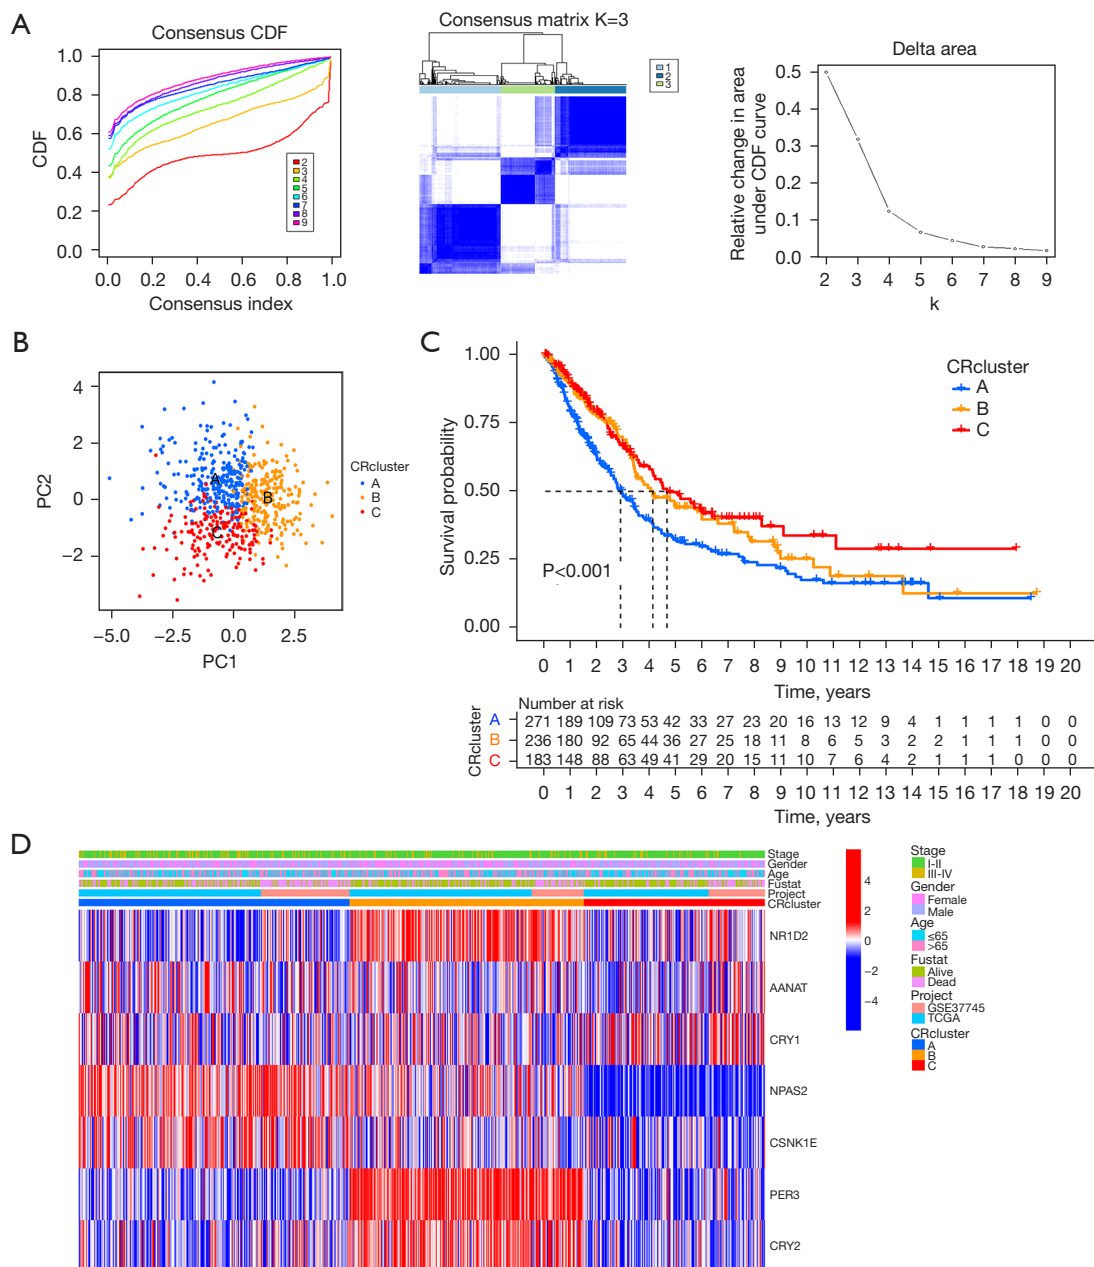 A
Consensus CDF
CDF
1.0
0.8
0.6
0.4
0.2
0.0
2
3
4
5
6
7
8
9
0.0 0.2 0.4 0.6 0.8 1.0
Consensus index
Consensus matrix K=3
1
2
3
Delta area
Relative change in area
under CDF curve
0.5
0.4
0.3
0.2
0.1
0.0
2 3 4 5 6 7 8 9
k
B
PC2
4
2
0
−2
A
B
C
−5.0 −2.5 0.0 2.5
PC1
CRcluster
A
B
C
C
Survival probability
1.00
0.75
0.50
0.25
0.00
P<0.001
CRcluster
A
B
C
0 1 2 3 4 5 6 7 8 9 10 11 12 13 14 15 16 17 18 19 20
Time, years
CRcluster
Number at risk
A 271 189 109 73 53 42 33 27 23 20 16 13 12 9 4 1 1 1 1 0 0
B 236 180 92 65 44 36 27 25 18 11 8 6 5 3 2 2 1 1 1 0 0
C 183 148 88 63 49 41 29 20 15 11 10 7 6 4 2 1 1 1 0 0 0
0 1 2 3 4 5 6 7 8 9 10 11 12 13 14 15 16 17 18 19 20
Time, years
D
Stage
Gender
Age
Fustat
Project
CRcluster
NR1D2
AANAT
CRY1
NPAS2
CSNK1E
PER3
CRY2
4
2
0
−2
−4
Stage
I-II
III-IV
Gender
Female
Male
Age
≤65
>65
Fustat
Alive
Dead
Project
GSE37745
TCGA
CRcluster
A
B
C